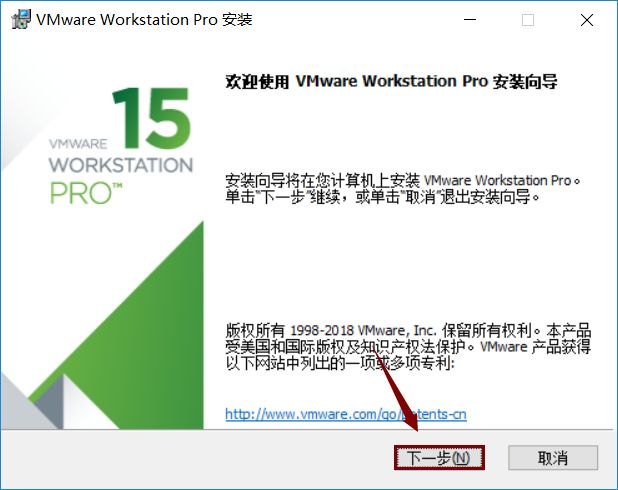 VMware Workstation Pro 安装
欢迎使用 VMware Workstation Pro 安装向导
15
VMWARE
WORKSTATION
PRO™
安装向导将在您计算机上安装 VMware Workstation Pro。
单击“下一步”继续，或单击“取消”退出安装向导。
版权所有 1998-2018 VMware, Inc. 保留所有权利。本产品
受美国和国际版权及知识产权法保护。VMware 产品获得
以下网站中列出的一项或多项专利:
http://www.vmware.com/go/patents-cn
下一步(N)
取消